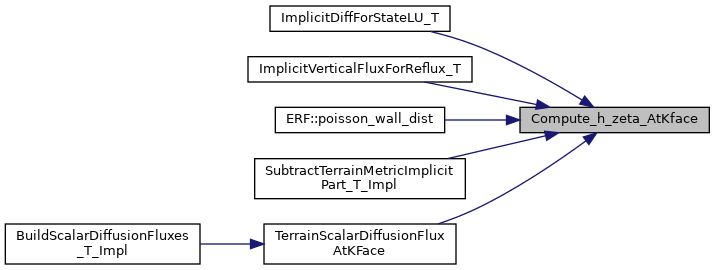 ImplicitDiffForStateLU_T
ImplicitVerticalFluxForReflux_T
Compute_h_zeta_AtKface
ERF::poisson_wall_dist
SubtractTerrainMetricImplicit
Part_T_Impl
BuildScalarDiffusionFluxes
_T_Impl
TerrainScalarDiffusionFlux
AtKFace